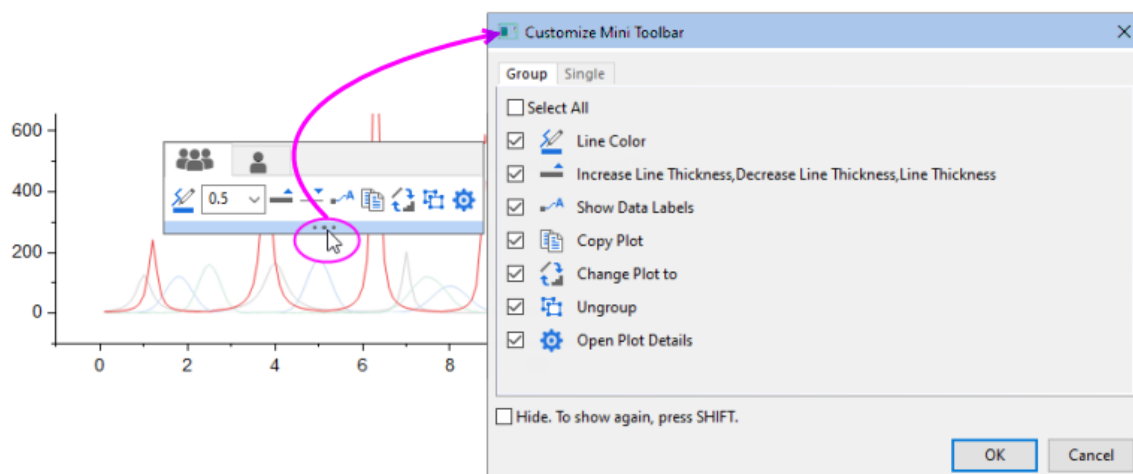 Customize Mini Toolbar
Group Single
Select All
Line Color
Increase Line Thickness,Decrease Line Thickness,Line Thickness
Show Data Labels
Copy Plot
Change Plot to
Ungroup
Open Plot Details
Hide. To show again, press SHIFT.
OK Cancel
600
400
200
0
0 2 4 6 8
0.5
A